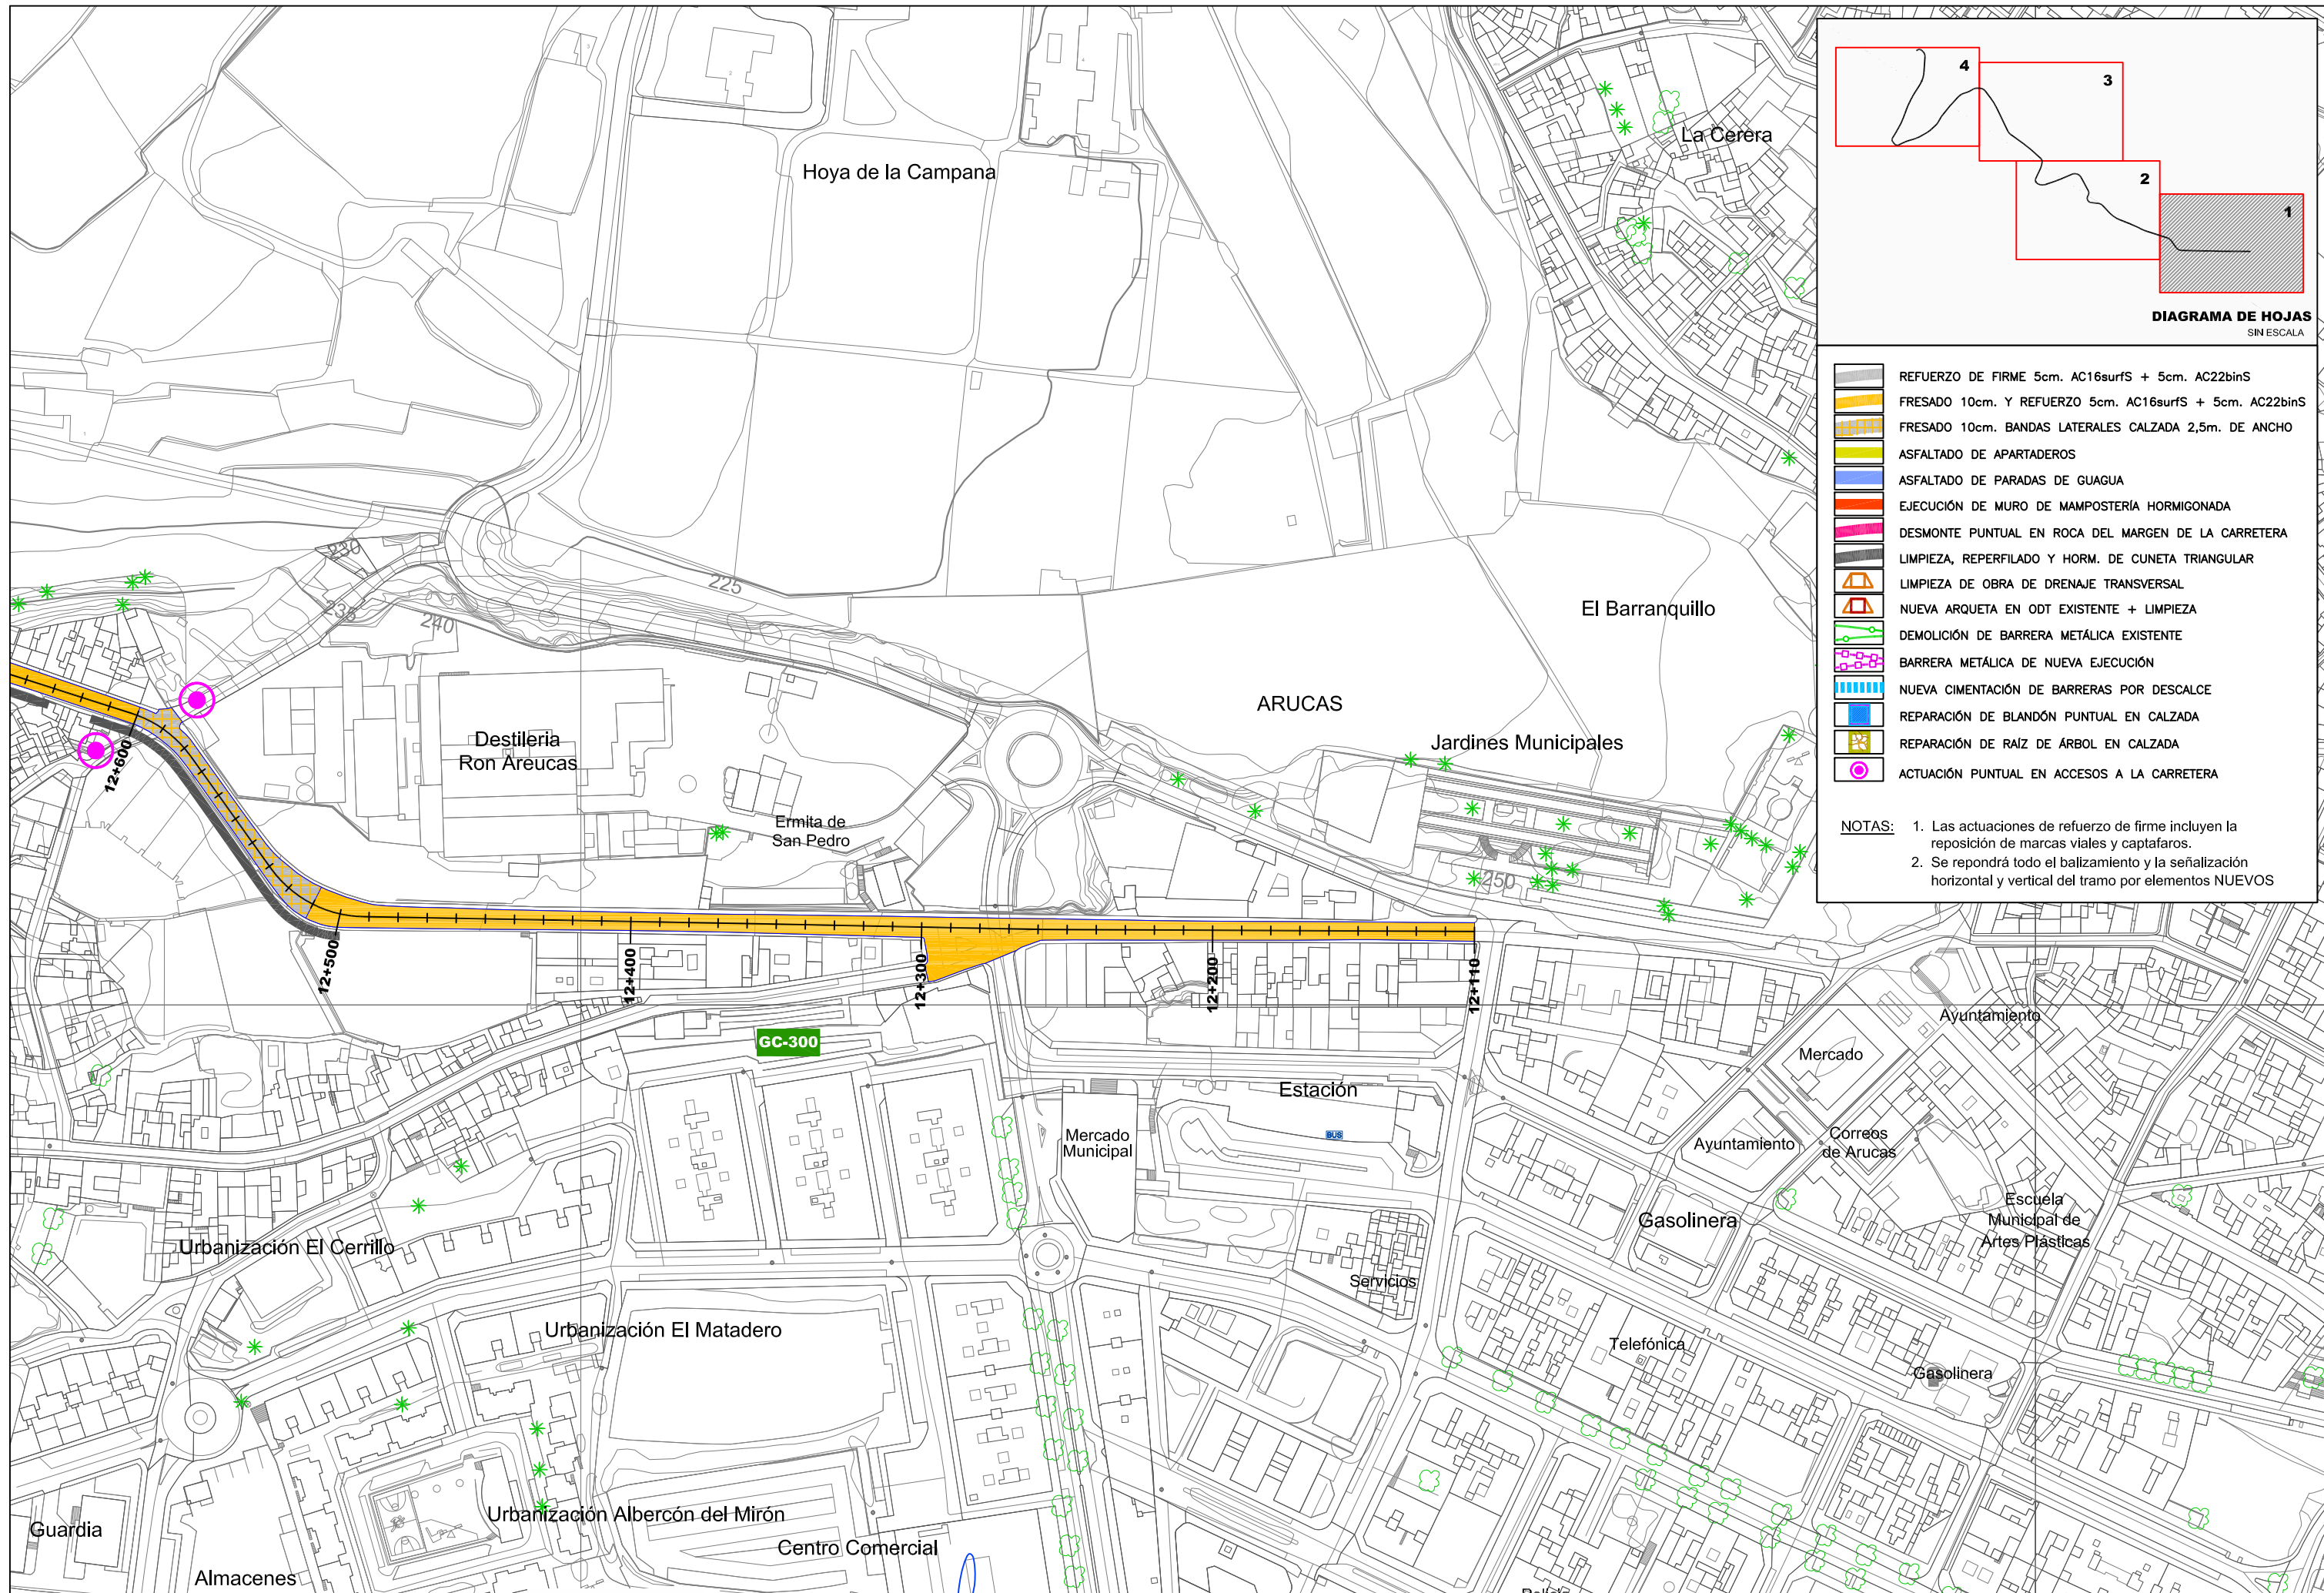 Hoya de la Campana
La Cerera
4
3
2
1
DIAGRAMA DE HOJAS
SIN ESCALA
REFUERZO DE FIRME 5cm. AC16surfS + 5cm. AC22binS
FRESADO 10cm. Y REFUERZO 5cm. AC16surfS + 5cm. AC22binS
FRESADO 10cm. BANDAS LATERALES CALZADA 2,5m. DE ANCHO
ASFALTADO DE APARTADEROS
ASFALTADO DE PARADAS DE GUAGUA
EJECUCIÓN DE MURO DE MAMPOSTERÍA HORMIGONADA
DESMONTE PUNTUAL EN ROCA DEL MARGEN DE LA CARRETERA
LIMPIEZA, REPERFILADO Y HORM. DE CUNETA TRIANGULAR
LIMPIEZA DE OBRA DE DRENAJE TRANSVERSAL
NUEVA ARQUETA EN ODT EXISTENTE + LIMPIEZA
DEMOLICIÓN DE BARRERA METÁLICA EXISTENTE
BARRERA METÁLICA DE NUEVA EJECUCIÓN
NUEVA CIMENTACIÓN DE BARRERAS POR DESCALCE
REPARACIÓN DE BLANDÓN PUNTUAL EN CALZADA
REPARACIÓN DE RAÍZ DE ÁRBOL EN CALZADA
ACTUACIÓN PUNTUAL EN ACCESOS A LA CARRETERA
NOTAS: 1. Las actuaciones de refuerzo de firme incluyen la
reposición de marcas viales y captafaros.
2. Se repondrá todo el balizamiento y la señalización
horizontal y vertical del tramo por elementos NUEVOS
230
235
240
225
El Barranquillo
ARUCAS
Jardines Municipales
Destileria
Ron Areucas
Ermita de
San Pedro
250
12+600
12+500
12+400
12+300
12+200
12+110
GC-300
Ayuntamiento
Mercado
Estación
BUS
Mercado
Municipal
Ayuntamiento
Correos
de Arucas
Escuela
Municipal de
Artes Plásticas
Gasolinera
Urbanización El Cerrillo
Servicios
Urbanización El Matadero
Telefónica
Gasolinera
Urbanización Albercón del Mirón
Guardia
Centro Comercial
Almacenes